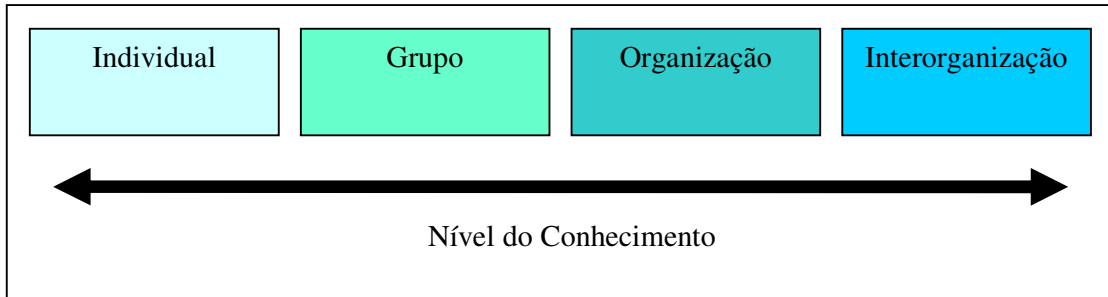 Individual
Grupo
Organização
Interorganização
Nível do Conhecimento